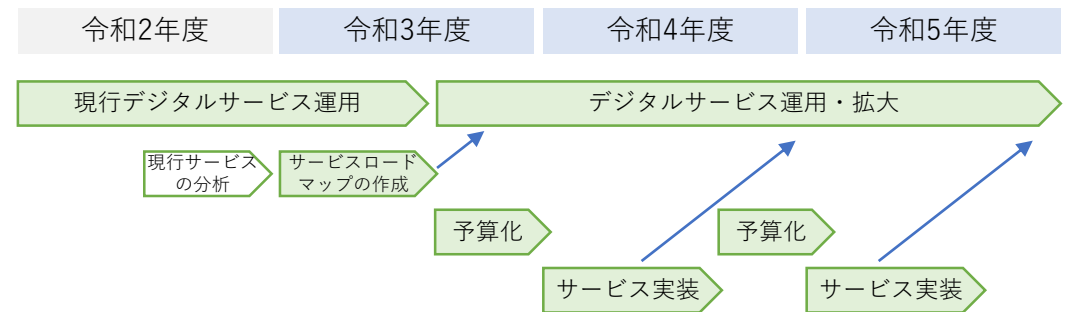 令和2年度
令和3年度
令和4年度
令和5年度
現行デジタルサービス運用
デジタルサービス運用・拡大
現行サービス
の分析
サービスロード
マップの作成
予算化
予算化
サービス実装
サービス実装